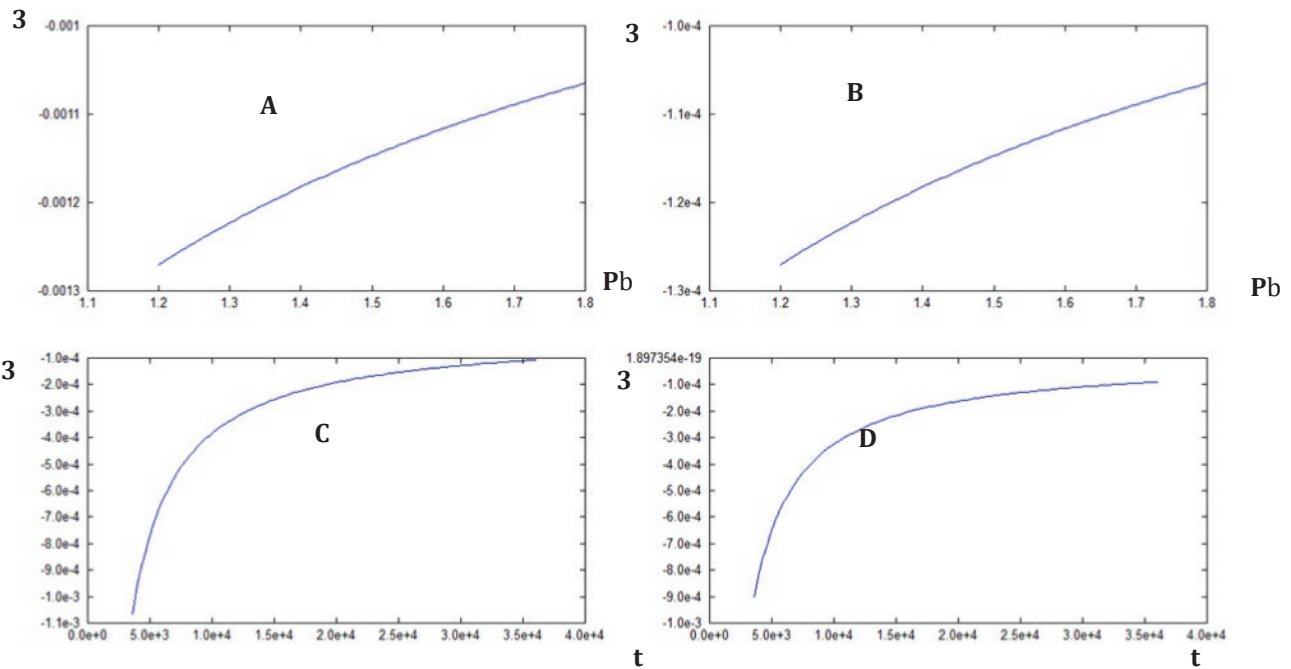 3
-0.001
-0.0011
-0.0012
-0.0013
A
1.1 1.2 1.3 1.4 1.5 1.6 1.7 1.8
Pb
3
-1.0e-4
-1.1e-4
-1.2e-4
-1.3e-4
B
1.1 1.2 1.3 1.4 1.5 1.6 1.7 1.8
Pb
3
-1.0e-4
-2.0e-4
-3.0e-4
-4.0e-4
-5.0e-4
-6.0e-4
-7.0e-4
-8.0e-4
-9.0e-4
-1.0e-3
-1.1e-3
C
0.0e+0 5.0e+3 1.0e+4 1.5e+4 2.0e+4 2.5e+4 3.0e+4 3.5e+4 4.0e+4
t
3
1.897354e-19
-1.0e-4
-2.0e-4
-3.0e-4
-4.0e-4
-5.0e-4
-6.0e-4
-7.0e-4
-8.0e-4
-9.0e-4
-1.0e-3
D
0.0e+0 5.0e+3 1.0e+4 1.5e+4 2.0e+4 2.5e+4 3.0e+4 3.5e+4 4.0e+4
t